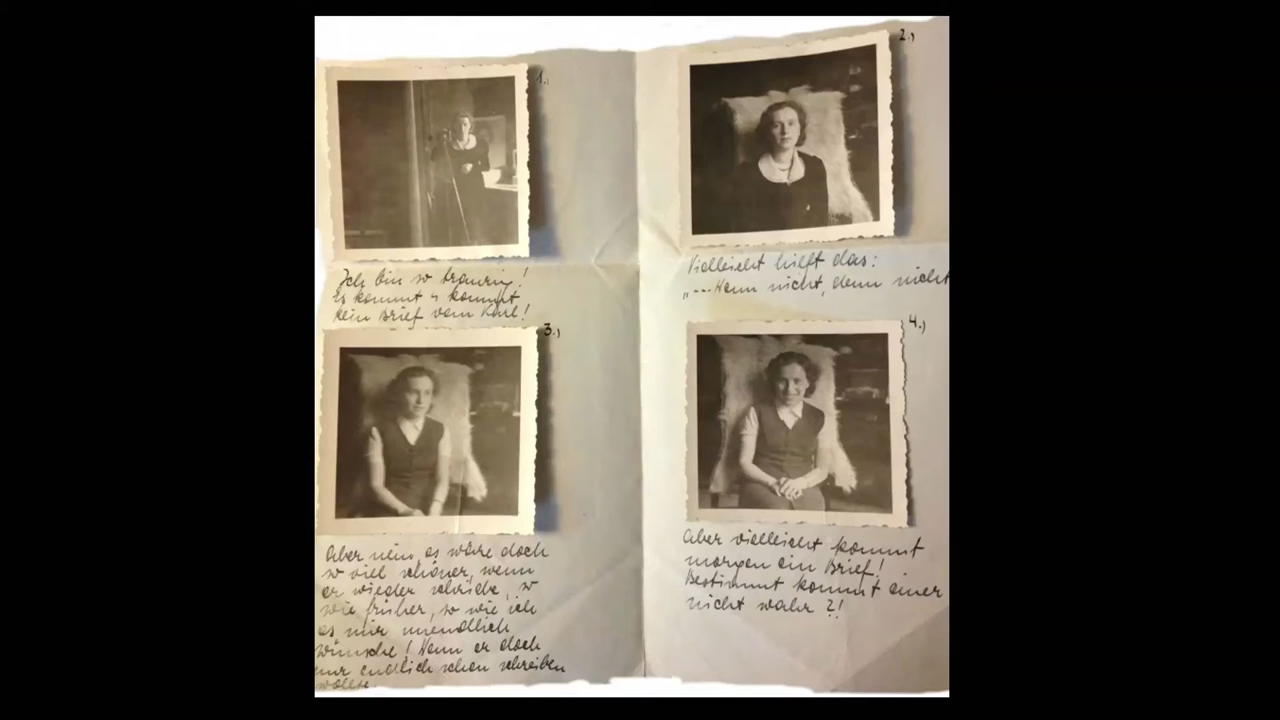 1.)
Ich bin so traurig!
Es kommt u kommt
kein Brief vom Karl!
2.)
Vielleicht hilft das:
"---Wenn nicht, denn nicht
3.)
Aber nein es wäre doch
so viel schöner, wenn
er wieder schriebe, so
wie früher, so wie ich
es mir unendlich
wünsche! Wenn er doch
nur endlich schon schreiben
wollte
4.)
Aber vielleicht kommt
morgen ein Brief!
Bestimmt kommt einer
nicht wahr ?!